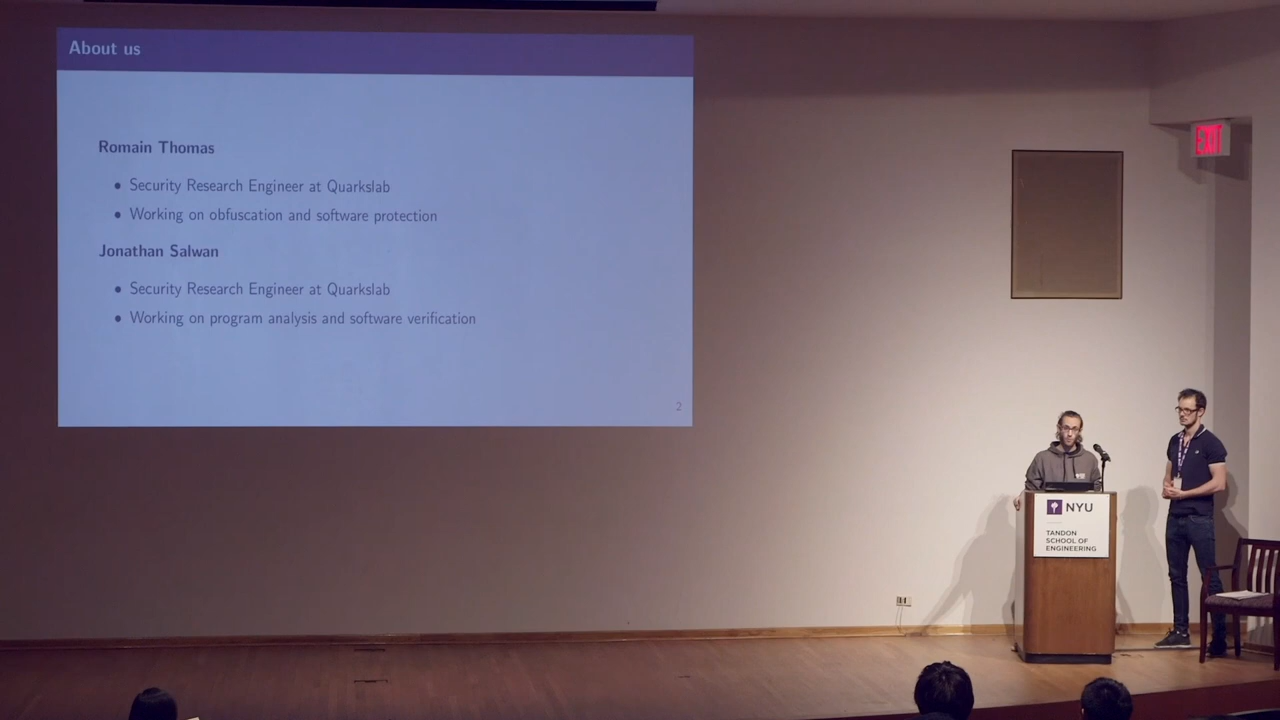 About us
Romain Thomas
• Security Research Engineer at Quarkslab
• Working on obfuscation and software protection
Jonathan Salwan
• Security Research Engineer at Quarkslab
• Working on program analysis and software verification
2
EXIT
NYU
TANDON
SCHOOL OF
ENGINEERING